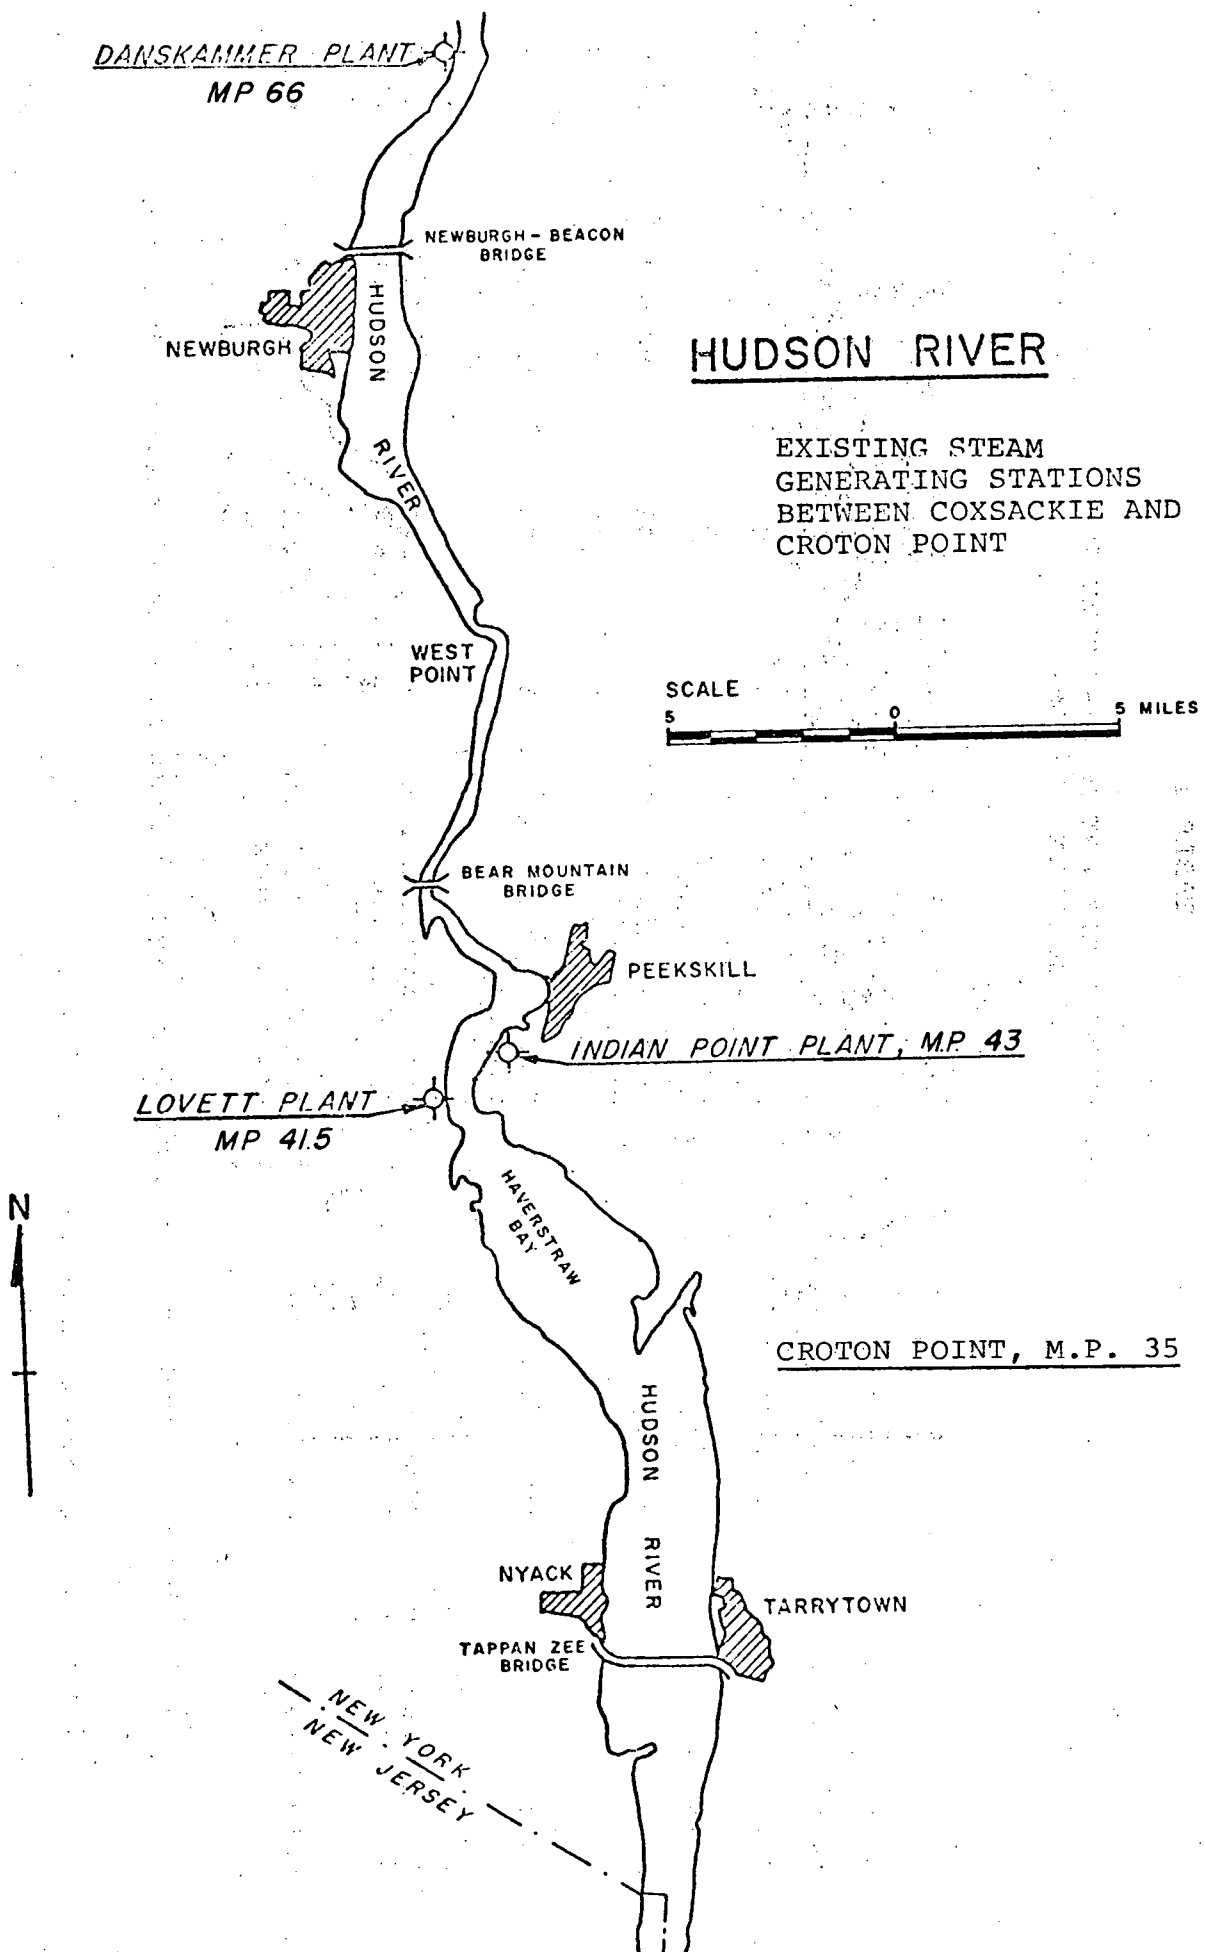 DANSKAMMER PLANT
MP 66
NEWBURGH - BEACON
BRIDGE
HUDSON
RIVER
NEWBURGH
HUDSON RIVER
EXISTING STEAM
GENERATING STATIONS
BETWEEN COXSACKIE AND
CROTON POINT
WEST
POINT
SCALE
5 0 5 MILES
BEAR MOUNTAIN
BRIDGE
PEEKSKILL
INDIAN POINT PLANT, M.P. 43
LOVETT PLANT
MP 41.5
HAVERSTRAW
BAY
N
CROTON POINT, M.P. 35
HUDSON
RIVER
NYACK
TARRYTOWN
TAPPAN ZEE
BRIDGE
NEW YORK
NEW JERSEY